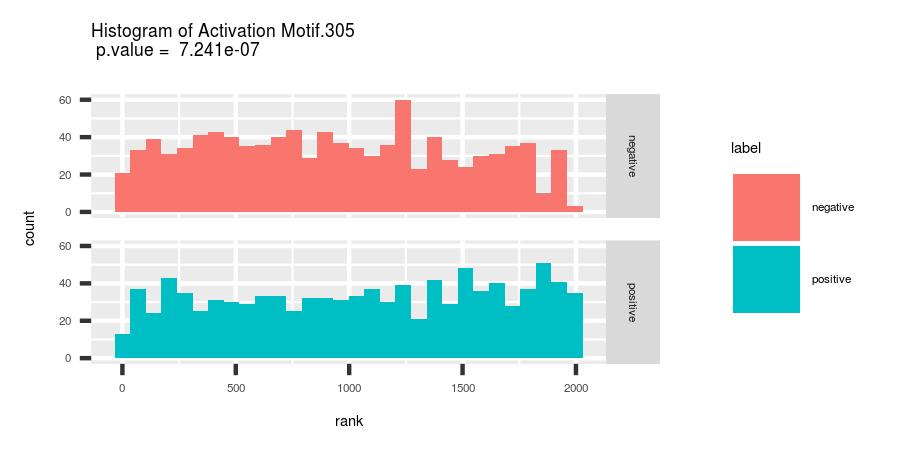 Histogram of Activation Motif.305
p.value =  7.241e-07
count
60
40
20
0
negative
60
40
20
0
positive
0 500 1000 1500 2000
rank
label
negative
positive